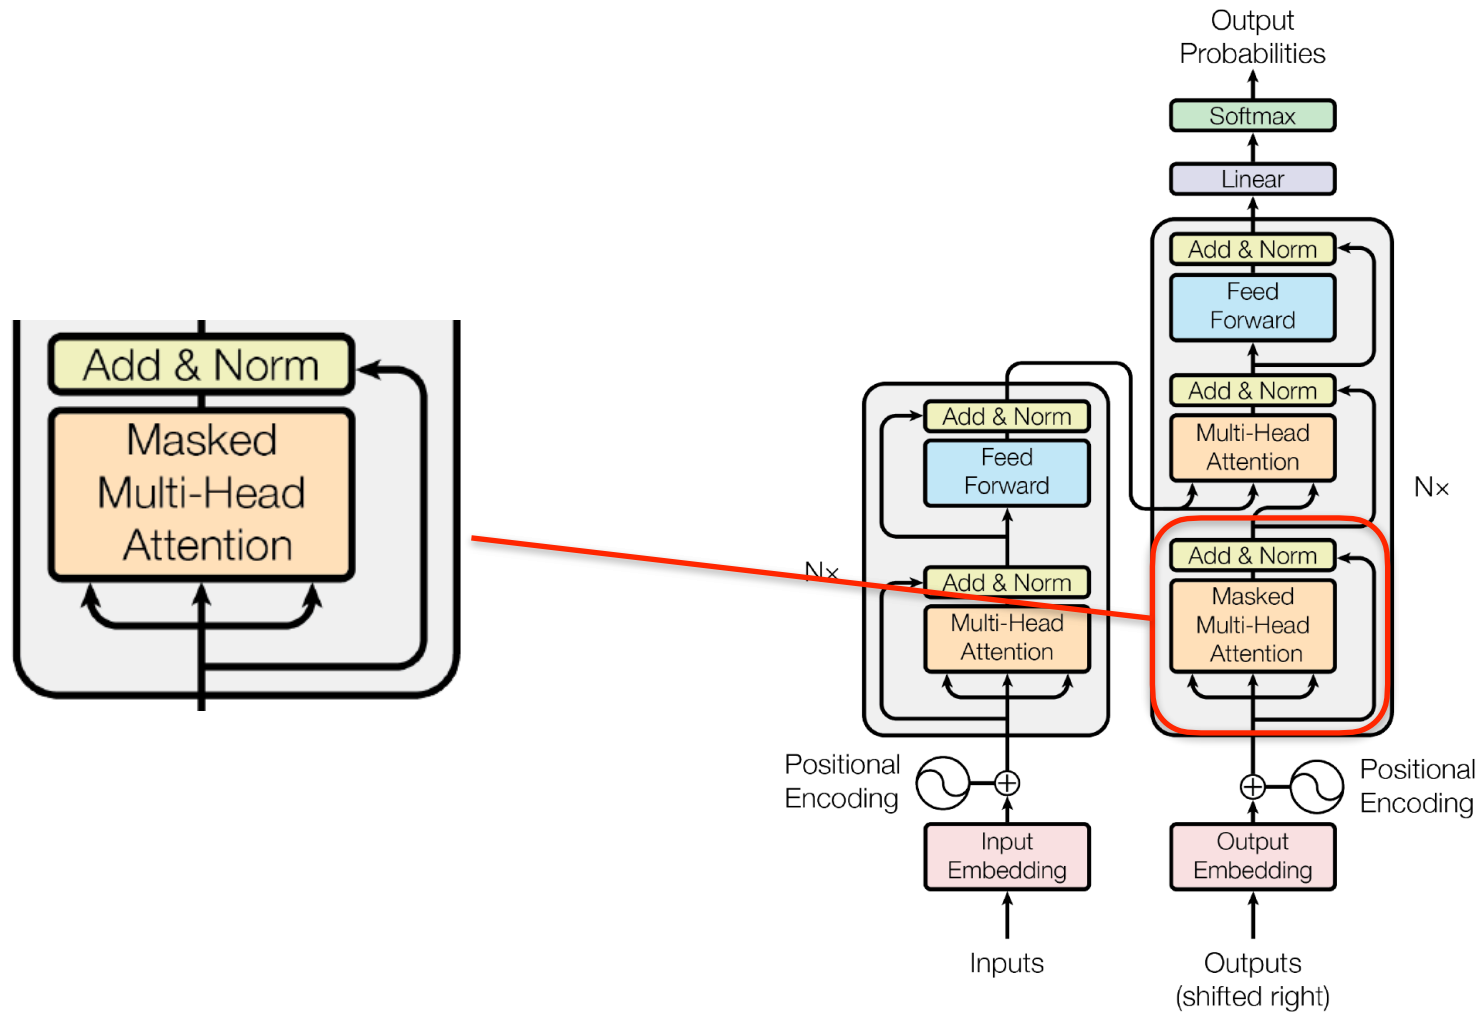 Add & Norm
Masked
Multi-Head
Attention
Output
Probabilities
Softmax
Linear
Add & Norm
Feed
Forward
Add & Norm
Multi-Head
Attention
N×
Add & Norm
Masked
Multi-Head
Attention
Add & Norm
Feed
Forward
N×
Add & Norm
Multi-Head
Attention
Positional
Encoding
Positional
Encoding
Input
Embedding
Output
Embedding
Inputs
Outputs
(shifted right)